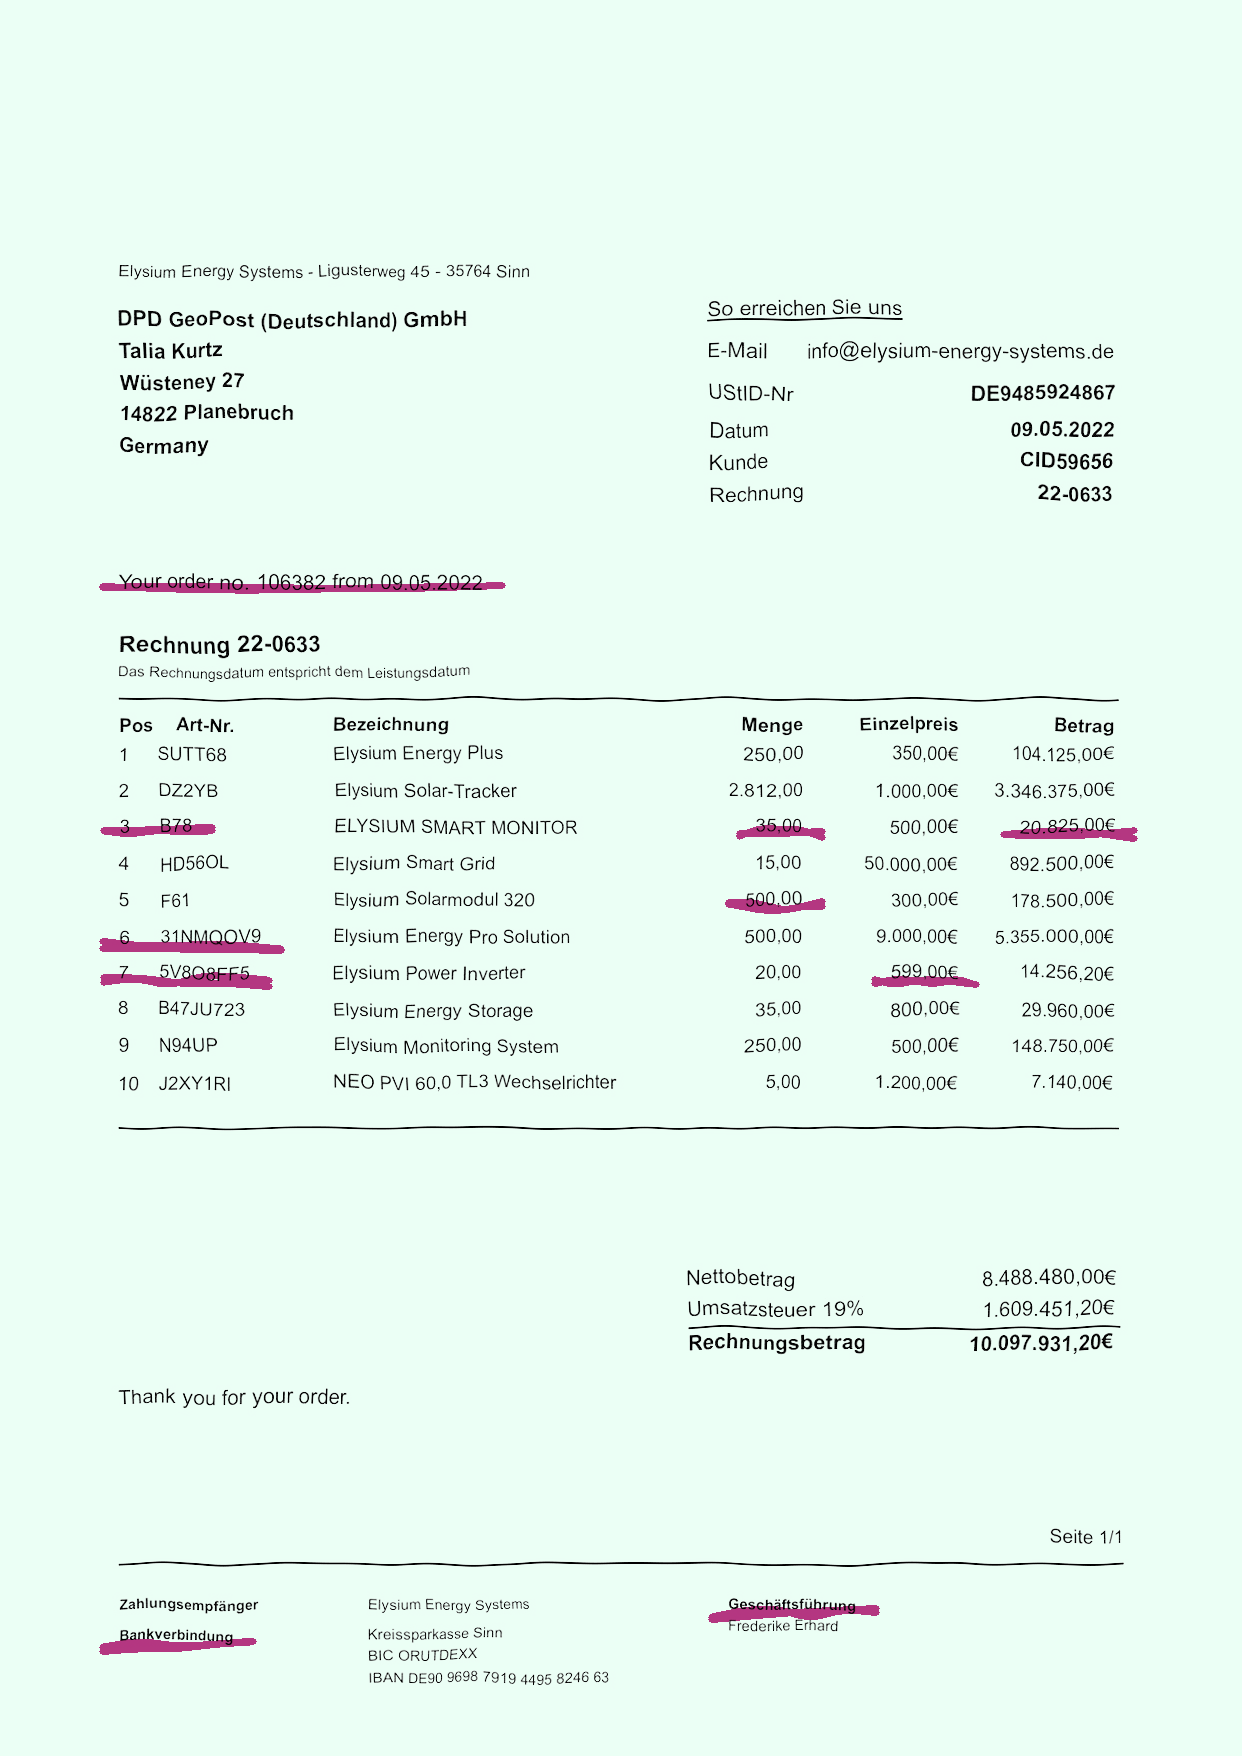 Elysium Energy Systems - Ligusterweg 45 - 35764 Sinn
DPD GeoPost (Deutschland) GmbH
Talia Kurtz
Wüsteney 27
14822 Planebruch
Germany
So erreichen Sie uns
E-Mail info@elysium-energy-systems.de
UStID-Nr DE9485924867
Datum 09.05.2022
Kunde CID59656
Rechnung 22-0633
Your order no. 106382 from 09.05.2022
Rechnung 22-0633
Das Rechnungsdatum entspricht dem Leistungsdatum
Pos Art-Nr. Bezeichnung Menge Einzelpreis Betrag
1 SUTT68 Elysium Energy Plus 250,00 350,00€ 104.125,00€
2 DZ2YB Elysium Solar-Tracker 2.812,00 1.000,00€ 3.346.375,00€
3 B78 ELYSIUM SMART MONITOR 35,00 500,00€ 20.825,00€
4 HD56OL Elysium Smart Grid 15,00 50.000,00€ 892.500,00€
5 F61 Elysium Solarmodul 320 500,00 300,00€ 178.500,00€
6 31NMQOV9 Elysium Energy Pro Solution 500,00 9.000,00€ 5.355.000,00€
7 5V8O8FF5 Elysium Power Inverter 20,00 599,00€ 14.256,20€
8 B47JU723 Elysium Energy Storage 35,00 800,00€ 29.960,00€
9 N94UP Elysium Monitoring System 250,00 500,00€ 148.750,00€
10 J2XY1RI NEO PVI 60,0 TL3 Wechselrichter 5,00 1.200,00€ 7.140,00€
Nettobetrag 8.488.480,00€
Umsatzsteuer 19% 1.609.451,20€
Rechnungsbetrag 10.097.931,20€
Thank you for your order.
Seite 1/1
Zahlungsempfänger Elysium Energy Systems
Bankverbindung Kreissparkasse Sinn
BIC ORUTDEXX
IBAN DE90 9698 7919 4495 8246 63
Geschäftsführung
Frederike Erhard